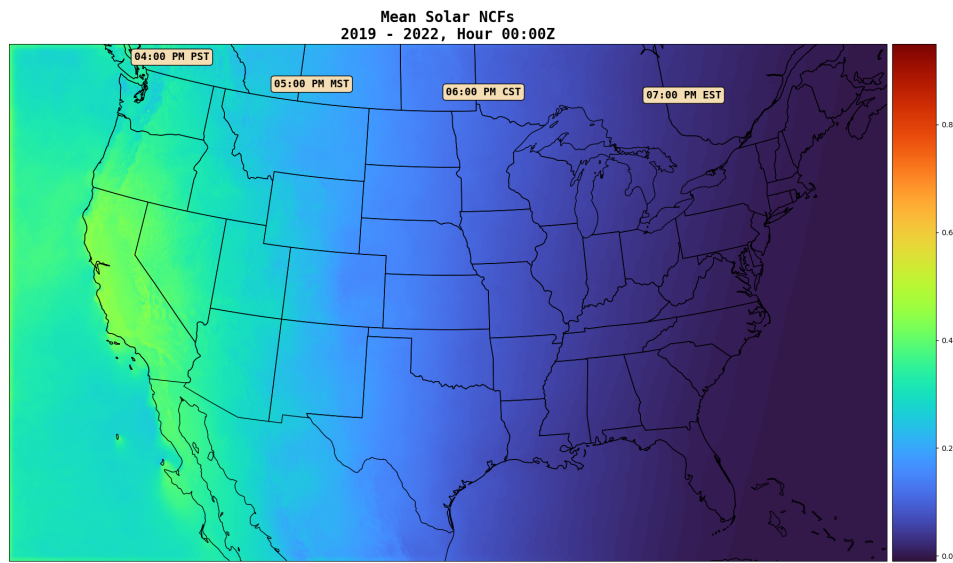 Mean Solar NCFs
2019 - 2022, Hour 00:00Z
04:00 PM PST
05:00 PM MST
06:00 PM CST
07:00 PM EST
0.8
0.6
0.4
0.2
0.0